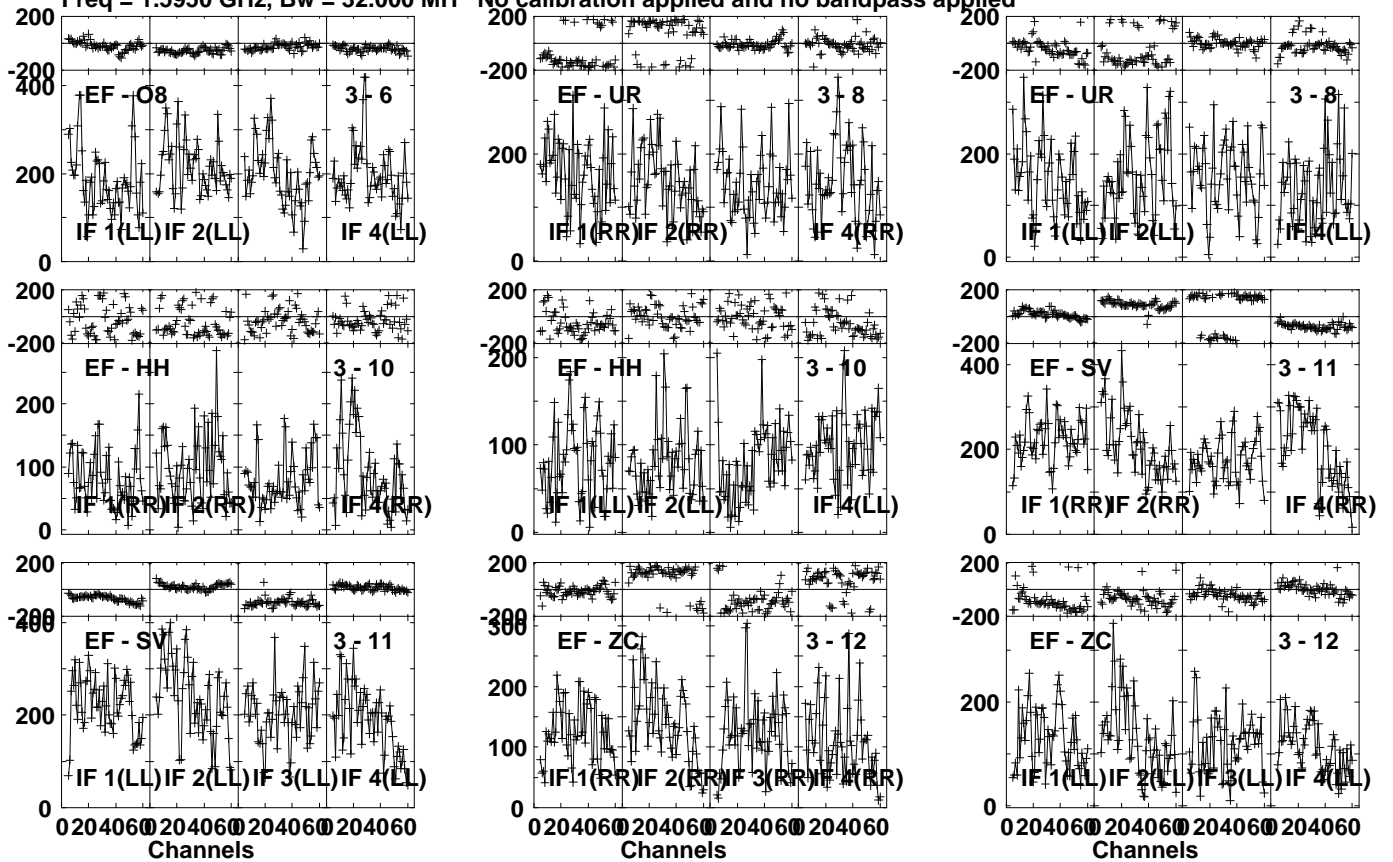 Freq = 1.5950 GHz, Bw = 32.000 MH No calibration applied and no bandpass applied
200
-200
400
200
0
EF - O8 3 - 6
IF 1(LL) IF 2(LL) IF 4(LL)
200
-200
200
0
EF - UR 3 - 8
IF 1(RR) IF 2(RR) IF 4(RR)
200
-200
200
0
EF - UR 3 - 8
IF 1(LL) IF 2(LL) IF 4(LL)
200
-200
200
100
0
EF - HH 3 - 10
IF 1(RR) IF 2(RR) IF 4(RR)
200
-200
200
100
0
EF - HH 3 - 10
IF 1(LL) IF 2(LL) IF 4(LL)
200
-200
400
200
0
EF - SV 3 - 11
IF 1(RR) IF 2(RR) IF 4(RR)
200
-200
400
200
0
EF - SV 3 - 11
IF 1(LL) IF 2(LL) IF 3(LL) IF 4(LL)
0 20 40 60 0 20 40 60 0 20 40 60 0 20 40 60
Channels
200
-200
300
200
100
0
EF - ZC 3 - 12
IF 1(RR) IF 2(RR) IF 3(RR) IF 4(RR)
0 20 40 60 0 20 40 60 0 20 40 60 0 20 40 60
Channels
200
-200
200
0
EF - ZC 3 - 12
IF 1(LL) IF 2(LL) IF 3(LL) IF 4(LL)
0 20 40 60 0 20 40 60 0 20 40 60 0 20 40 60
Channels